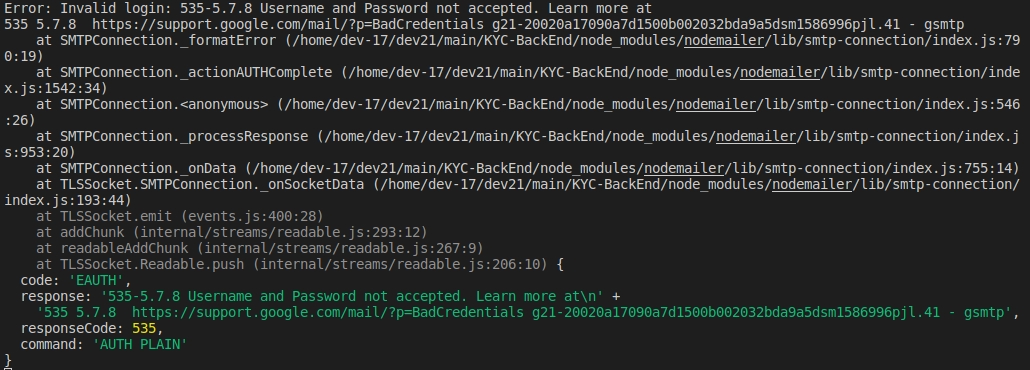 Error: Invalid login: 535-5.7.8 Username and Password not accepted. Learn more at
535 5.7.8  https://support.google.com/mail/?p=BadCredentials g21-20020a17090a7d1500b002032bda9a5dsm1586996pjl.41 - gsmtp
    at SMTPConnection._formatError (/home/dev-17/dev21/main/KYC-BackEnd/node_modules/nodemailer/lib/smtp-connection/index.js:79
0:19)
    at SMTPConnection._actionAUTHComplete (/home/dev-17/dev21/main/KYC-BackEnd/node_modules/nodemailer/lib/smtp-connection/inde
x.js:1542:34)
    at SMTPConnection.<anonymous> (/home/dev-17/dev21/main/KYC-BackEnd/node_modules/nodemailer/lib/smtp-connection/index.js:546
:26)
    at SMTPConnection._processResponse (/home/dev-17/dev21/main/KYC-BackEnd/node_modules/nodemailer/lib/smtp-connection/index.j
s:953:20)
    at SMTPConnection._onData (/home/dev-17/dev21/main/KYC-BackEnd/node_modules/nodemailer/lib/smtp-connection/index.js:755:14)
    at TLSSocket.SMTPConnection._onSocketData (/home/dev-17/dev21/main/KYC-BackEnd/node_modules/nodemailer/lib/smtp-connection/
index.js:193:44)
    at TLSSocket.emit (events.js:400:28)
    at addChunk (internal/streams/readable.js:293:12)
    at readableAddChunk (internal/streams/readable.js:267:9)
    at TLSSocket.Readable.push (internal/streams/readable.js:206:10) {
  code: 'EAUTH',
  response: '535-5.7.8 Username and Password not accepted. Learn more at\n' +
    '535 5.7.8  https://support.google.com/mail/?p=BadCredentials g21-20020a17090a7d1500b002032bda9a5dsm1586996pjl.41 - gsmtp',
  responseCode: 535,
  command: 'AUTH PLAIN'
}